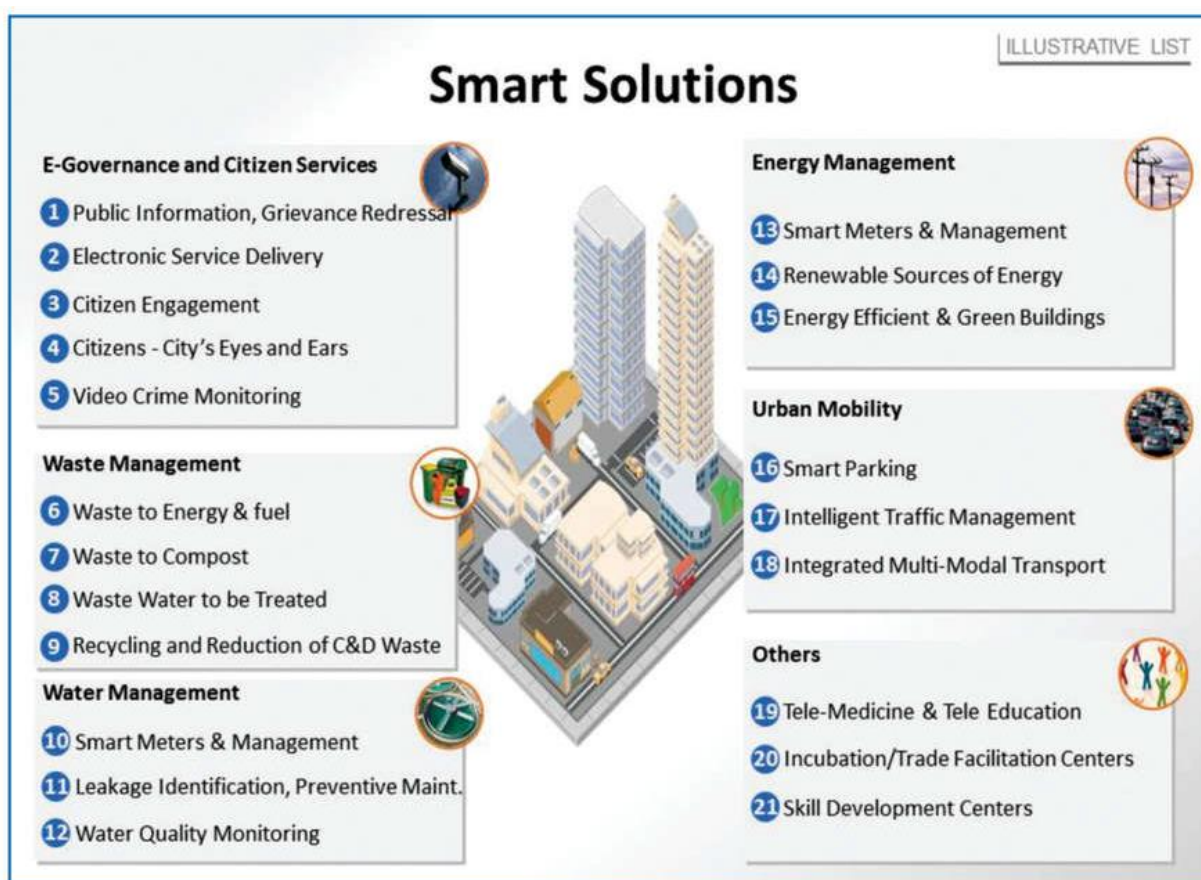 ILLUSTRATIVE LIST
Smart Solutions
E-Governance and Citizen Services
1 Public Information, Grievance Redressal
2 Electronic Service Delivery
3 Citizen Engagement
4 Citizens - City's Eyes and Ears
5 Video Crime Monitoring
Waste Management
6 Waste to Energy & fuel
7 Waste to Compost
8 Waste Water to be Treated
9 Recycling and Reduction of C&D Waste
Water Management
10 Smart Meters & Management
11 Leakage Identification, Preventive Maint.
12 Water Quality Monitoring
Energy Management
13 Smart Meters & Management
14 Renewable Sources of Energy
15 Energy Efficient & Green Buildings
Urban Mobility
16 Smart Parking
17 Intelligent Traffic Management
18 Integrated Multi-Modal Transport
Others
19 Tele-Medicine & Tele Education
20 Incubation/Trade Facilitation Centers
21 Skill Development Centers